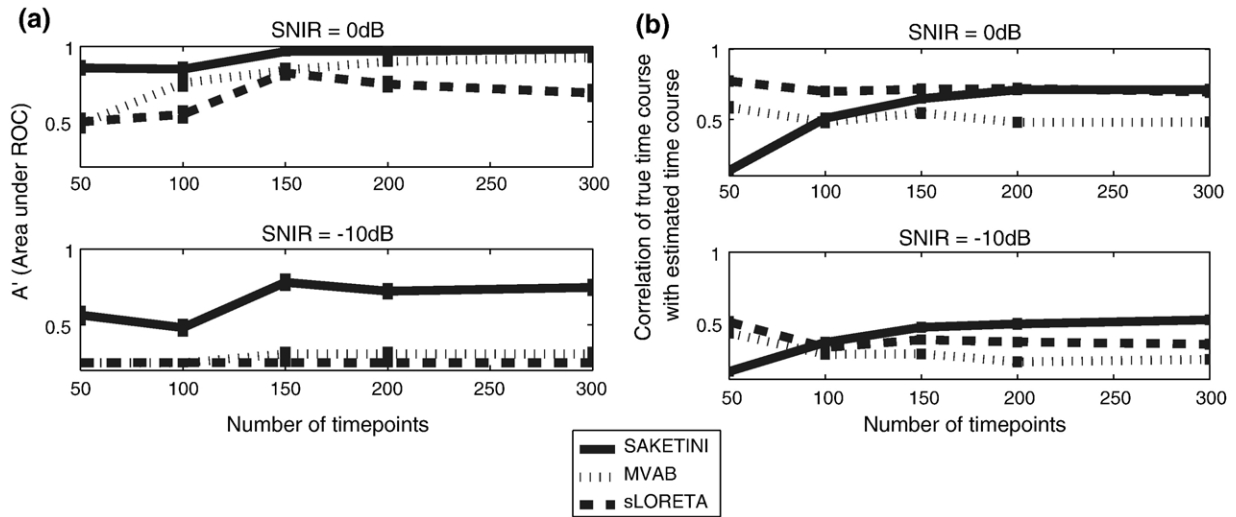 (a)
SNIR = 0dB
1
0.5
50 100 150 200 250 300
SNIR = -10dB
1
0.5
50 100 150 200 250 300
A' (Area under ROC)
Number of timepoints
(b)
SNIR = 0dB
1
0.5
50 100 150 200 250 300
SNIR = -10dB
1
0.5
50 100 150 200 250 300
Correlation of true time course
with estimated time course
Number of timepoints
SAKETINI
MVAB
sLORETA